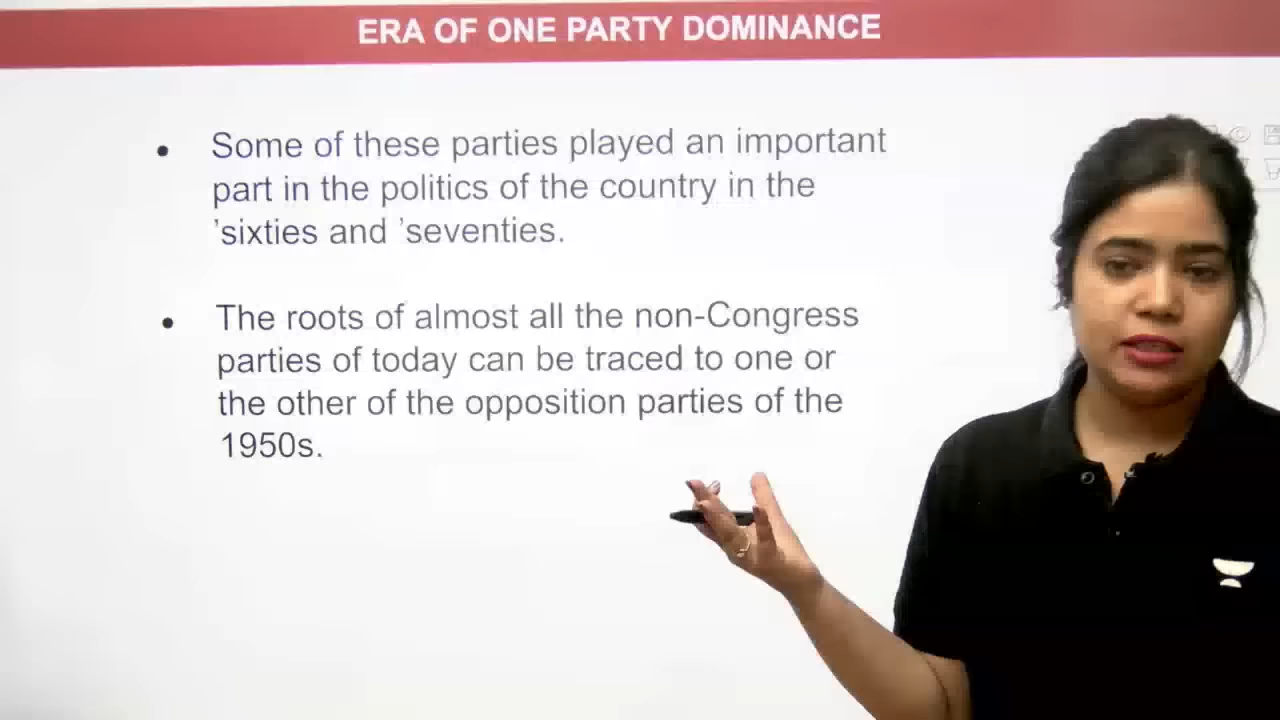 ERA OF ONE PARTY DOMINANCE
• Some of these parties played an important
part in the politics of the country in the
’sixties and ’seventies.
• The roots of almost all the non-Congress
parties of today can be traced to one or
the other of the opposition parties of the
1950s.